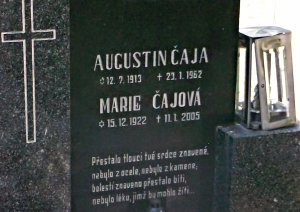 AUGUSTIN ČAJA
☆ 12. 7. 1913 † 23. 1. 1962
MARIE ČAJOVÁ
☆ 15. 12. 1922 † 11. 1. 2005
Přestalo tlouci tvé srdce znavené,
nebylo z ocele, nebylo z kamene;
bolestí znaveno přestalo bíti,
nebylo léku, jímž by mohlo žíti...